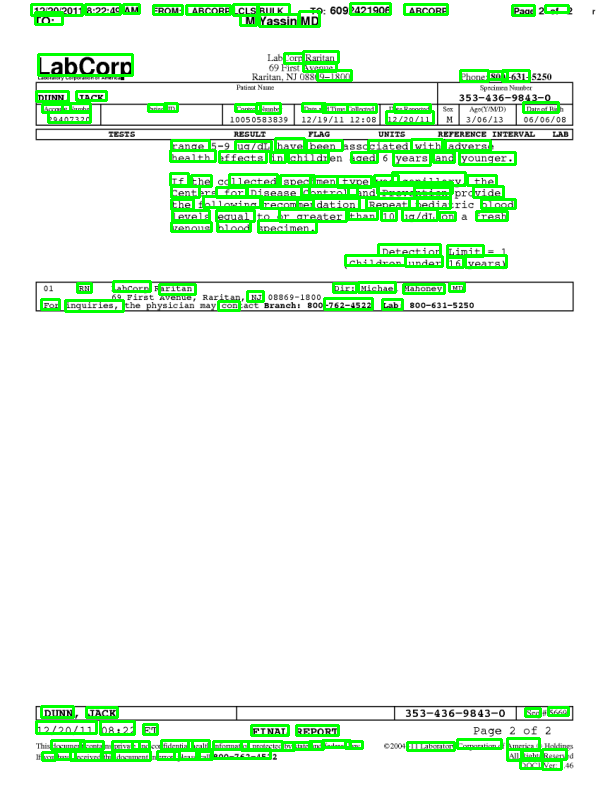 12/20/2011 8:22:49 AM FROM: LABCORP LCLS BULK TO: 6092421906 LABCORP Page 2 of 2
TO: M Yassin MD
LabCorp
Laboratory Corporation of America
LabCorp Raritan
69 First Avenue
Raritan, NJ 08869-1800
Phone: 800-631-5250
Patient Name Specimen Number
DUNN, JACK 353-436-9843-0
Account Number Patient ID Control Number Date and Time Collected Date Reported Sex Age(Y/M/D) Date of Birth
29407320 10050583839 12/19/11 12:08 12/20/11 M 3/06/13 06/06/08
TESTS RESULT FLAG UNITS REFERENCE INTERVAL LAB
range 5-9 ug/dL have been associated with adverse
health effects in children aged 6 years and younger.
If the collected specimen type was capillary, the
Centers for Disease Control and Prevention provide
the following recommendation. Repeat pediatric blood
levels equal to or greater than 10 ug/dL on a fresh
venous blood specimen.
Detection Limit = 1
(Children under 16 years)
01 RN LabCorp Raritan Dir: Michael Mahoney MD
69 First Avenue, Raritan, NJ 08869-1800
For inquiries, the physician may contact Branch: 800-762-4522 Lab: 800-631-5250
DUNN, JACK 353-436-9843-0 Seq # 5669
12/20/11 08:22 ET FINAL REPORT Page 2 of 2
This document contains private and confidential health information protected by state and federal law. ©2004-11 Laboratory Corporation of America Holdings
If you have received this document in error, please call 800-762-4522 All Rights Reserved
DOC1 Ver: 1.46